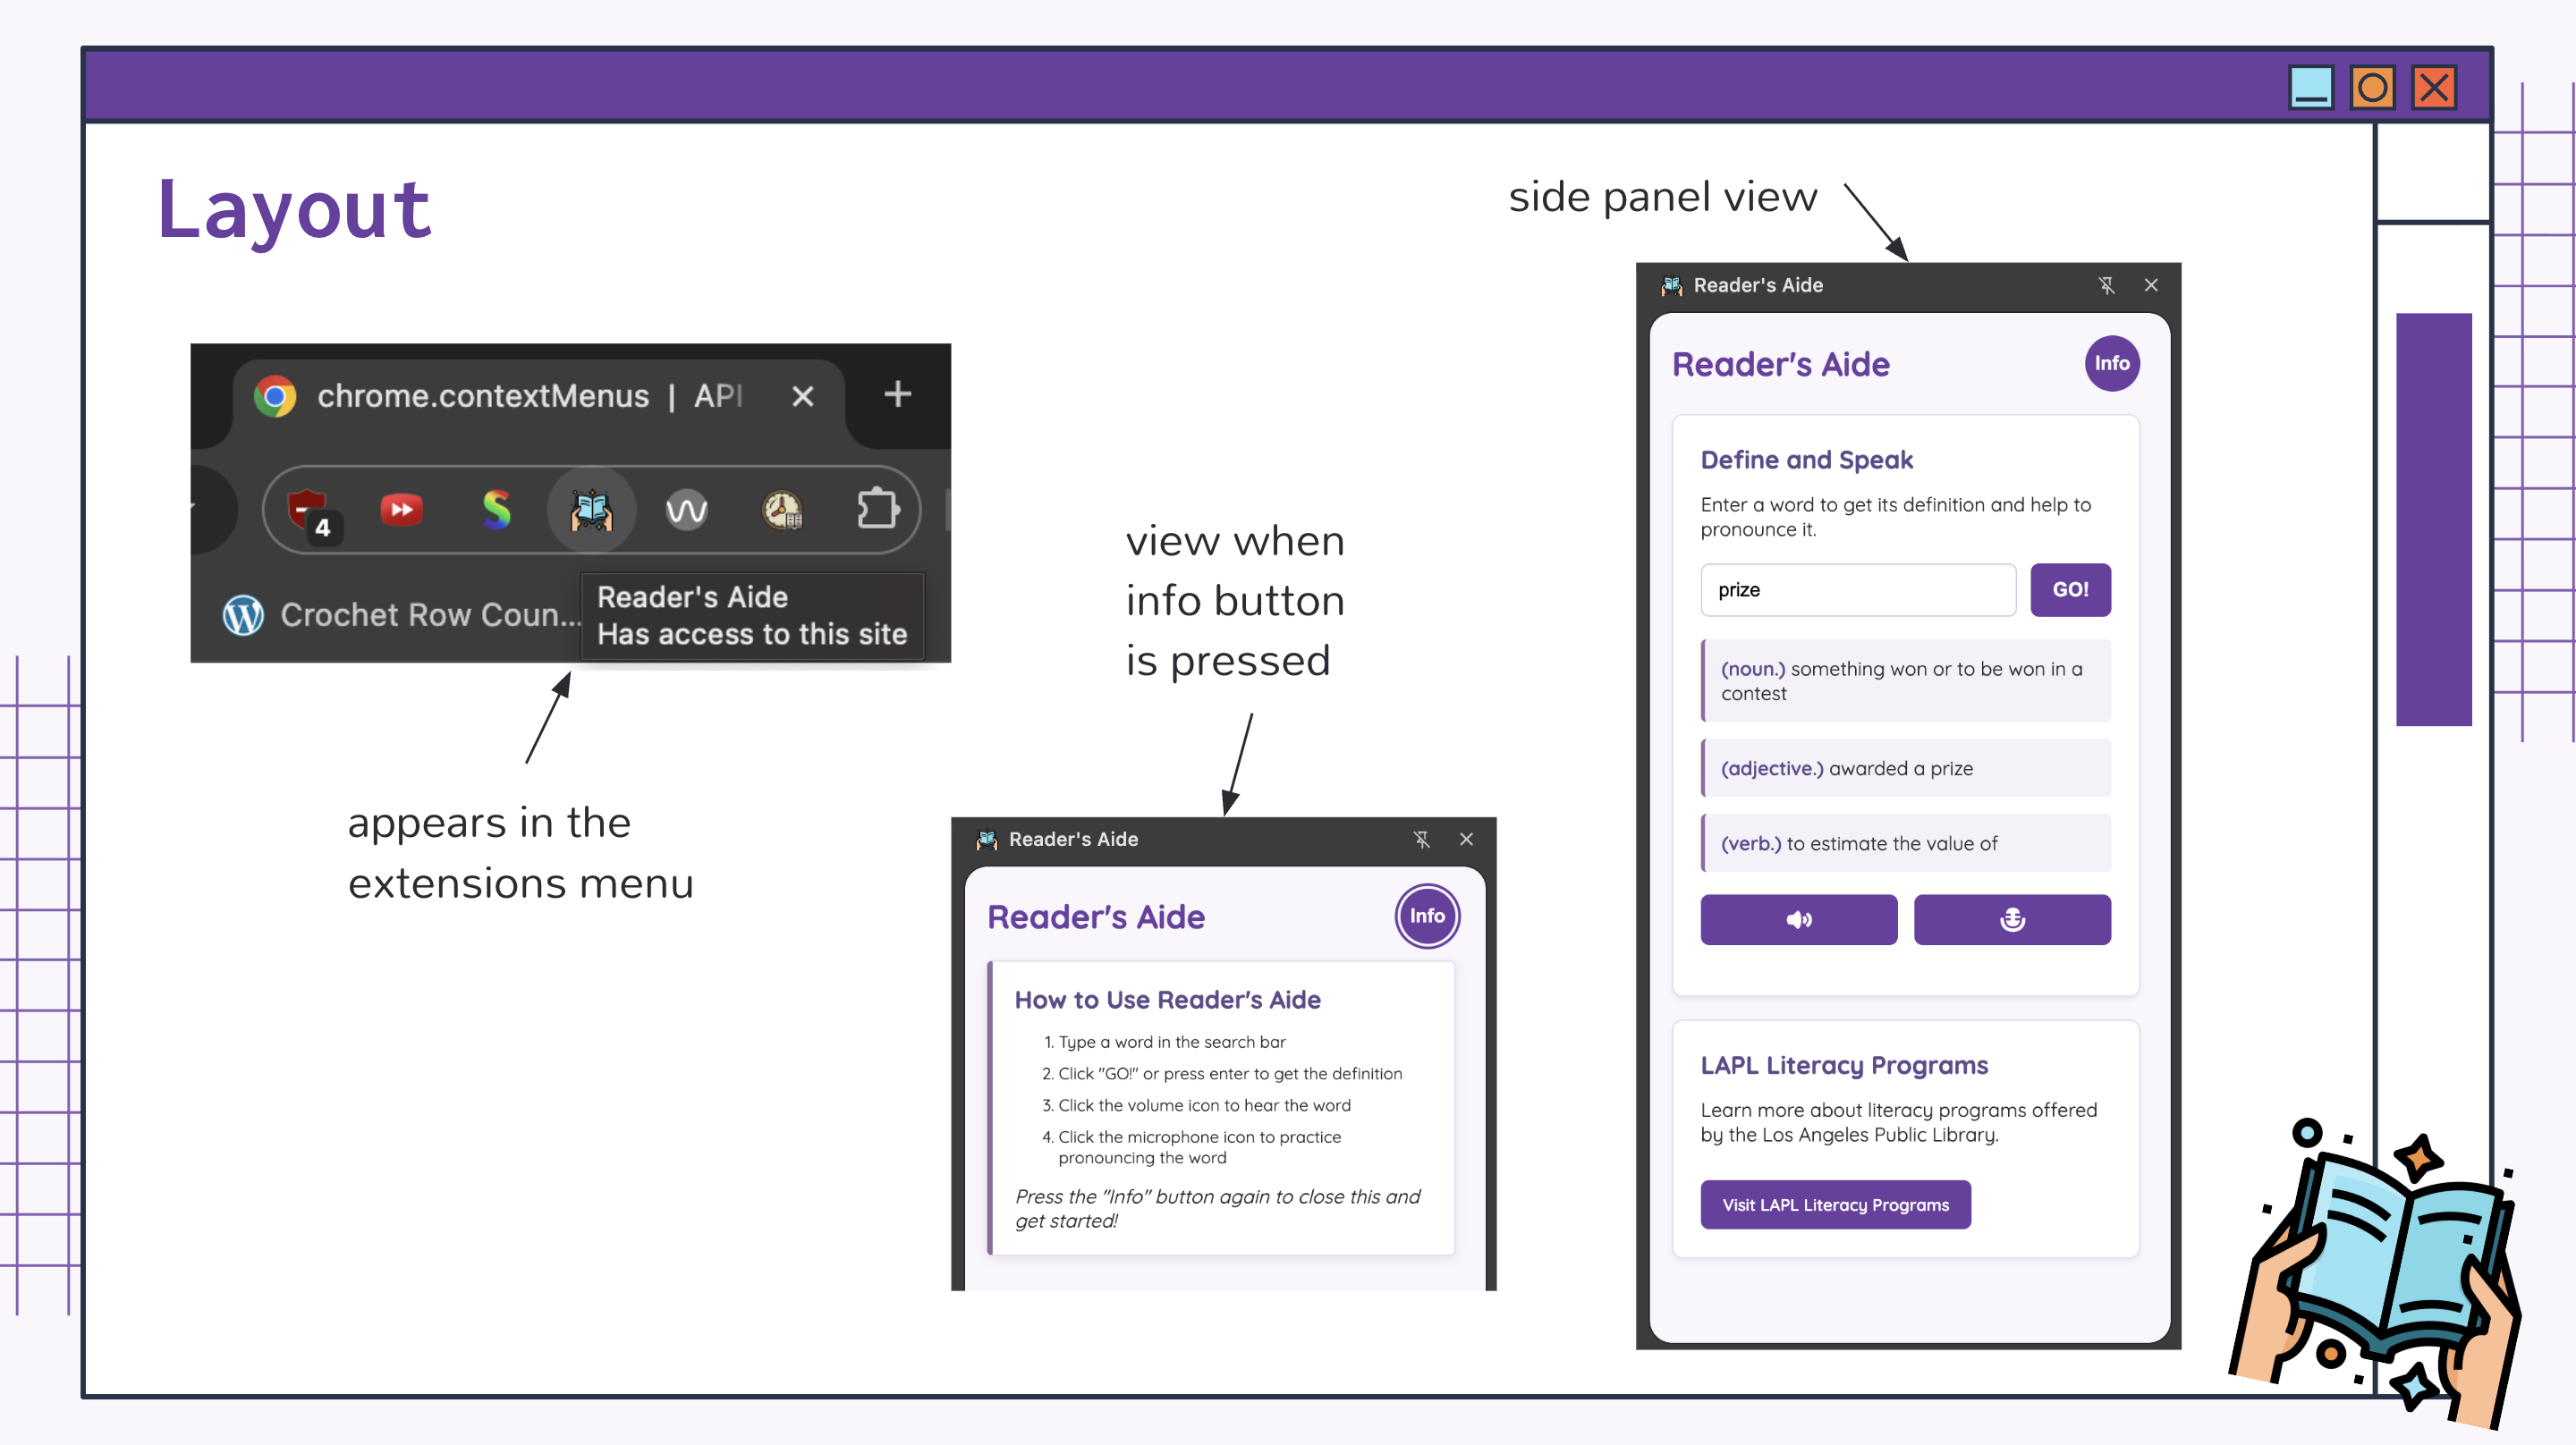 Layout
chrome.contextMenus | API
4
Crochet Row Coun...
Reader's Aide
Has access to this site
appears in the
extensions menu
view when
info button
is pressed
Reader's Aide
Reader's Aide
Info
How to Use Reader's Aide
1. Type a word in the search bar
2. Click "GO!" or press enter to get the definition
3. Click the volume icon to hear the word
4. Click the microphone icon to practice
pronouncing the word
Press the "Info" button again to close this and
get started!
side panel view
Reader's Aide
Reader's Aide
Info
Define and Speak
Enter a word to get its definition and help to
pronounce it.
prize
GO!
(noun.) something won or to be won in a
contest
(adjective.) awarded a prize
(verb.) to estimate the value of
LAPL Literacy Programs
Learn more about literacy programs offered
by the Los Angeles Public Library.
Visit LAPL Literacy Programs